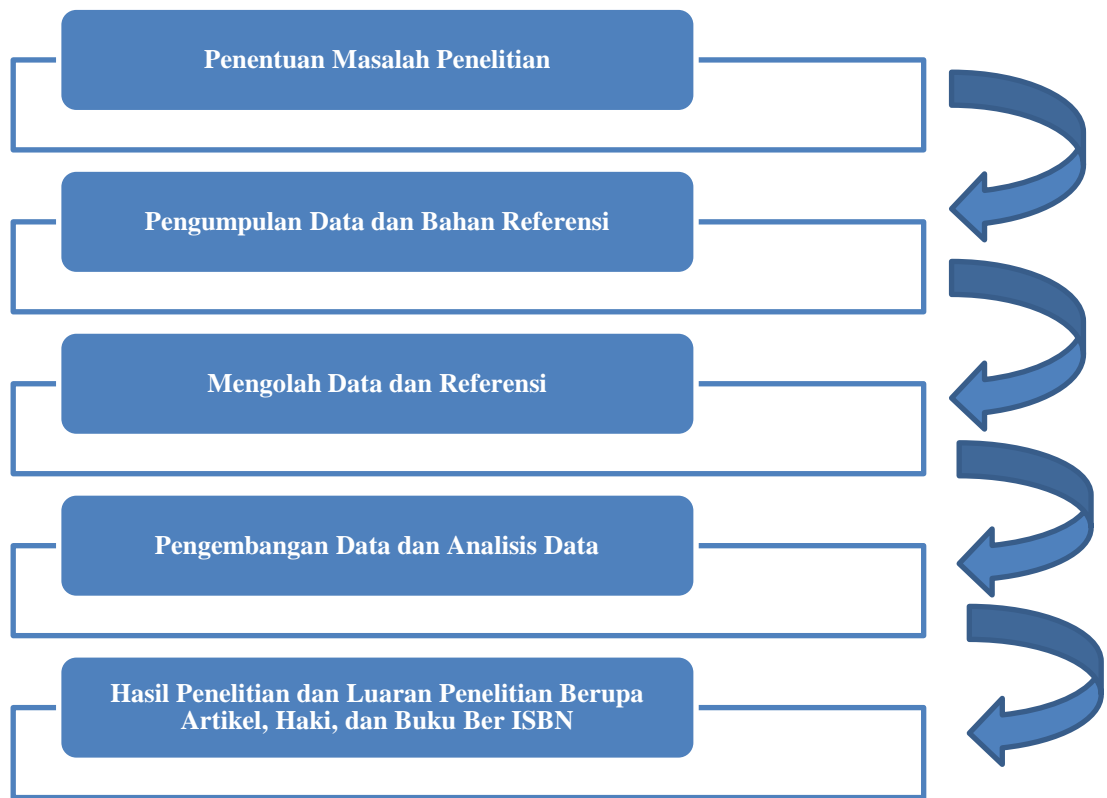 Penentuan Masalah Penelitian
Pengumpulan Data dan Bahan Referensi
Mengolah Data dan Referensi
Pengembangan Data dan Analisis Data
Hasil Penelitian dan Luaran Penelitian Berupa
Artikel, Haki, dan Buku Ber ISBN